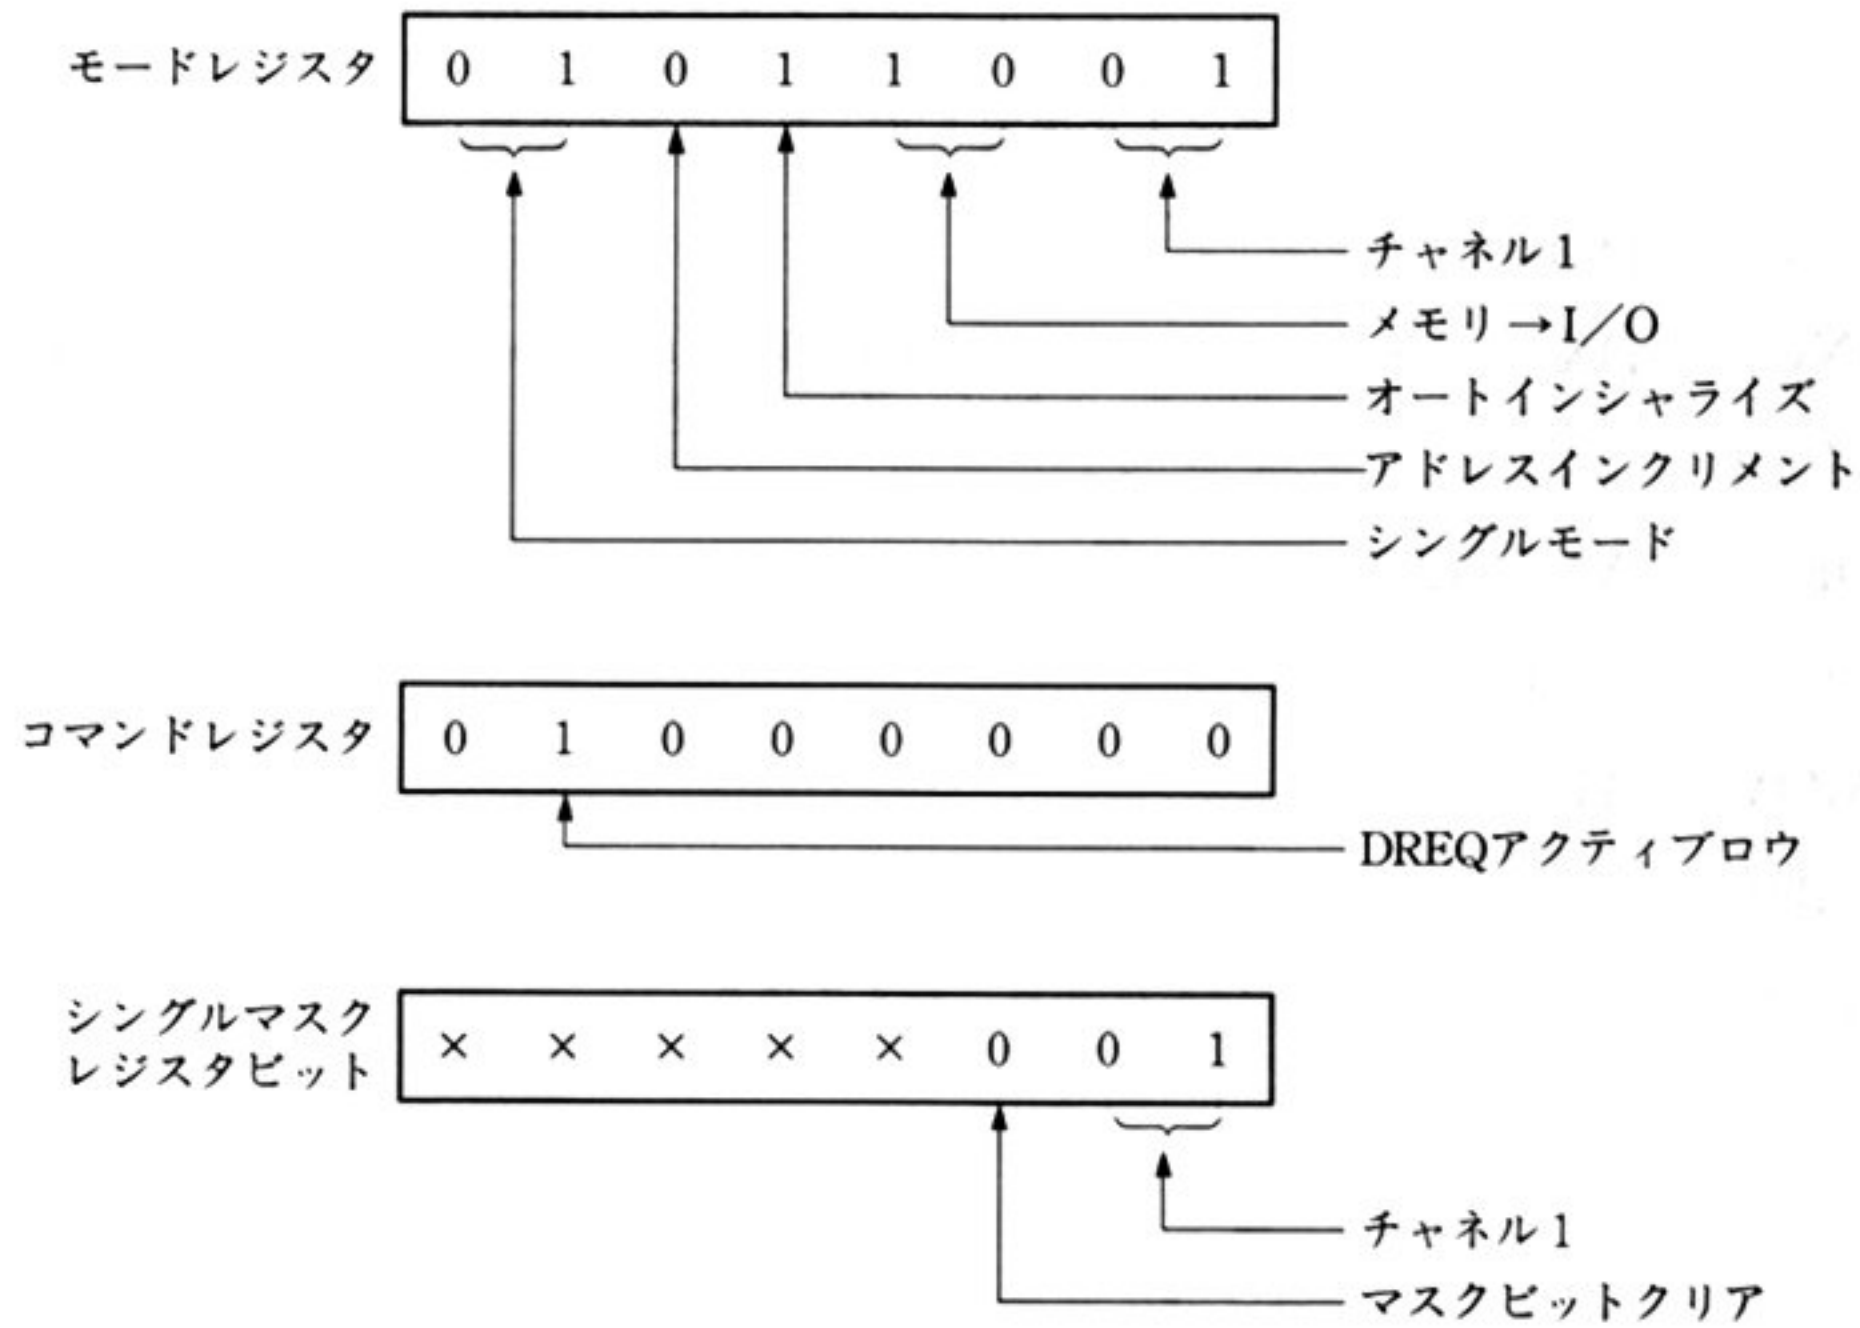 モードレジスタ 0 1 0 1 1 0 0 1
チャネル1
メモリ→I/O
オートインシャライズ
アドレスインクリメント
シングルモード
コマンドレジスタ 0 1 0 0 0 0 0 0
DREQアクティブロウ
シングルマスク
レジスタビット × × × × × 0 0 1
チャネル1
マスクビットクリア